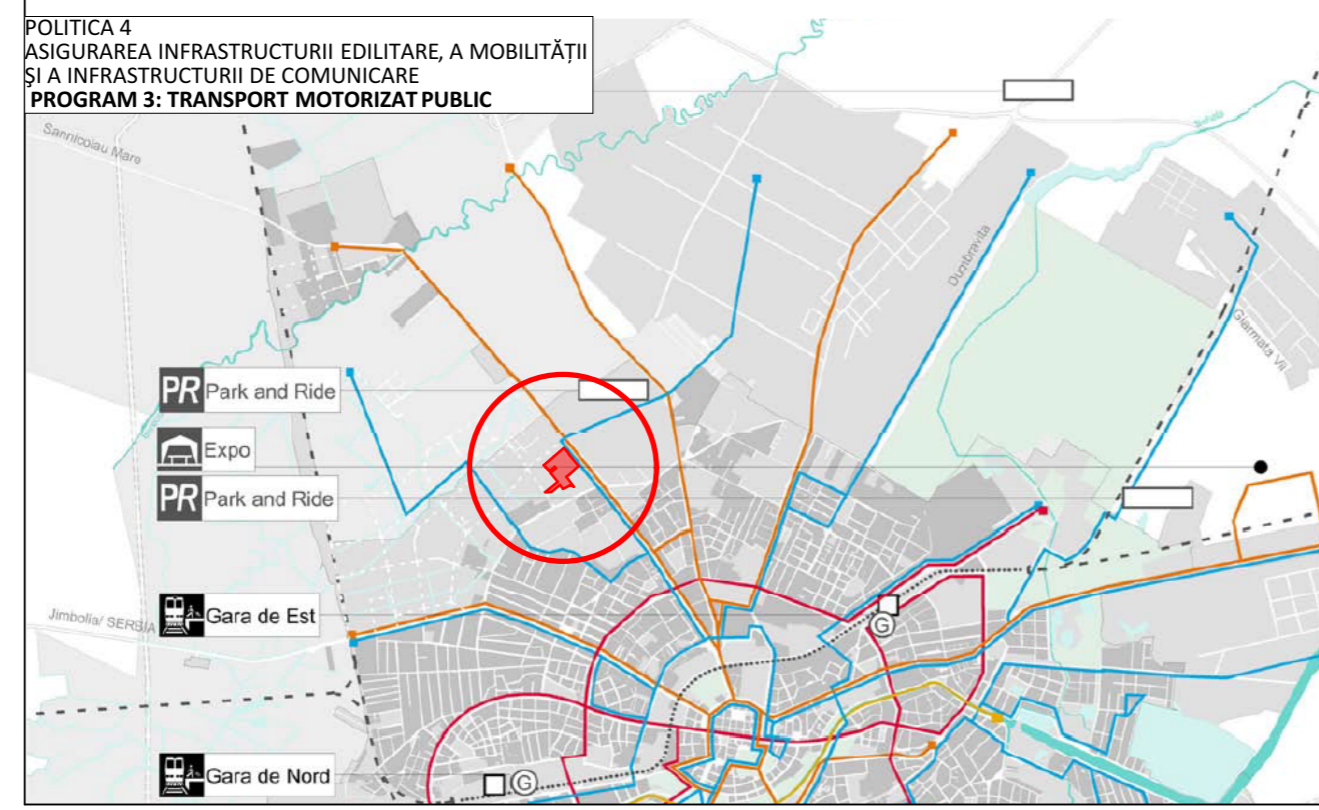 POLITICA 4
ASIGURAREA INFRASTRUCTURII EDILITARE, A MOBILITĂȚII
ŞI A INFRASTRUCTURII DE COMUNICARE
PROGRAM 3: TRANSPORT MOTORIZAT PUBLIC
Sannicolau Mare
Dumbravita
Giarmata Vii
PR Park and Ride
Expo
PR Park and Ride
Jimbolia/ SERBIA
Gara de Est
G
Gara de Nord
G